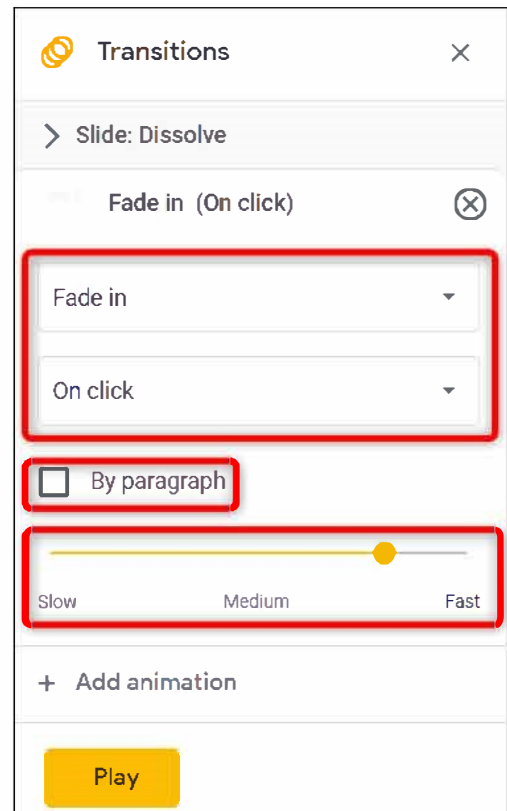 Transitions
Slide: Dissolve
Fade in (On click)
Fade in
On click
By paragraph
Slow Medium Fast
+ Add animation
Play